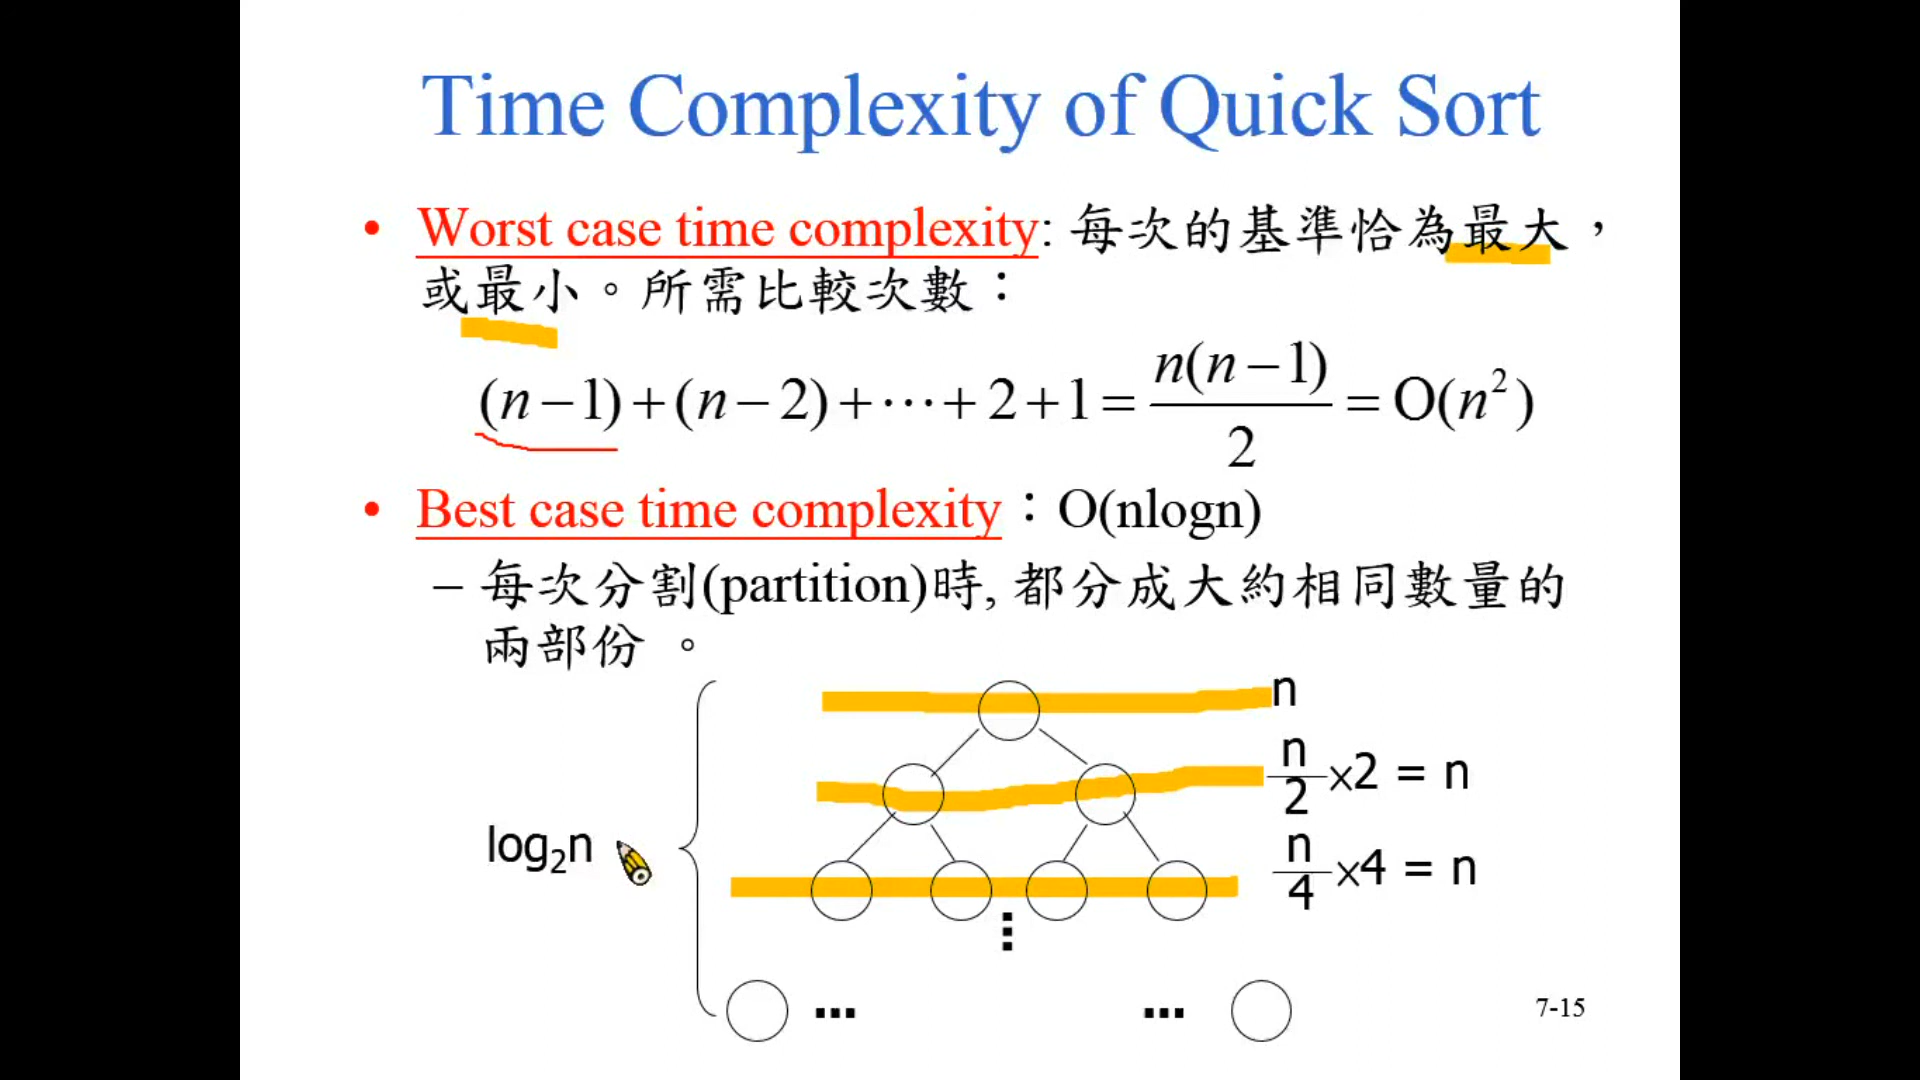 Time Complexity of Quick Sort
• Worst case time complexity: 每次的基準恰為最大，
或最小。所需比較次數：
(n−1)+(n−2)+⋯+2+1 = n(n−1)/2 = O(n²)
• Best case time complexity：O(nlogn)
– 每次分割(partition)時, 都分成大約相同數量的
兩部份 。
n
n/2 ×2 = n
log₂n
n/4 ×4 = n
⋮
... ...
7-15